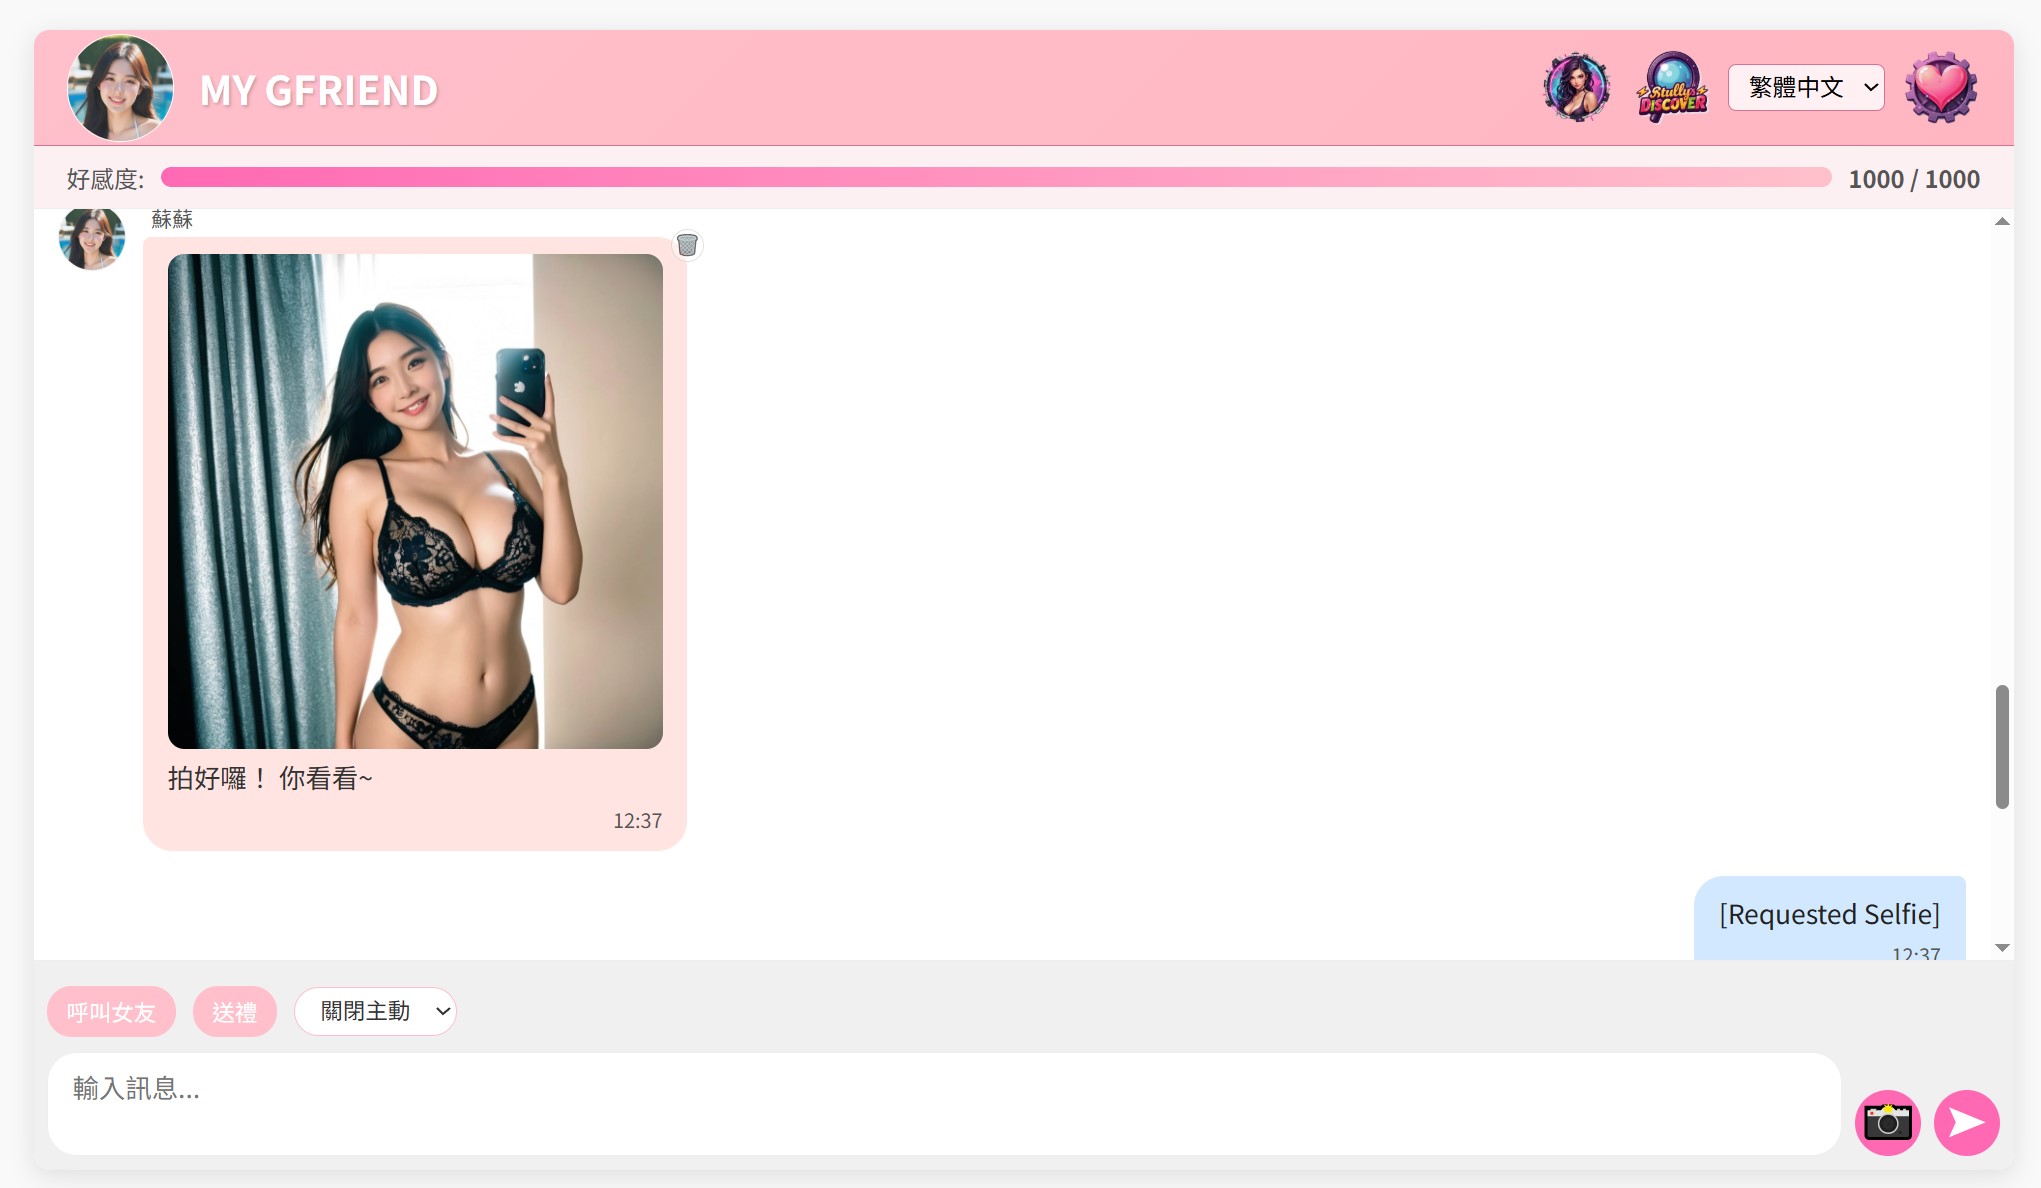 MY GFRIEND
Stully's
DISCOVER
繁體中文
好感度:
1000 / 1000
蘇蘇
拍好囉！ 你看看~
12:37
[Requested Selfie]
12:37
呼叫女友
送禮
關閉主動
輸入訊息...